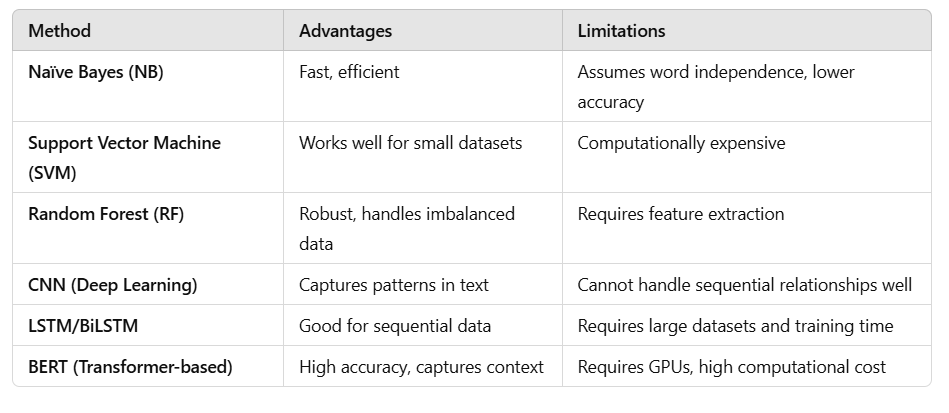 Method Advantages Limitations
Naïve Bayes (NB) Fast, efficient Assumes word independence, lower
accuracy
Support Vector Machine Works well for small datasets Computationally expensive
(SVM)
Random Forest (RF) Robust, handles imbalanced Requires feature extraction
data
CNN (Deep Learning) Captures patterns in text Cannot handle sequential relationships well
LSTM/BiLSTM Good for sequential data Requires large datasets and training time
BERT (Transformer-based) High accuracy, captures context Requires GPUs, high computational cost